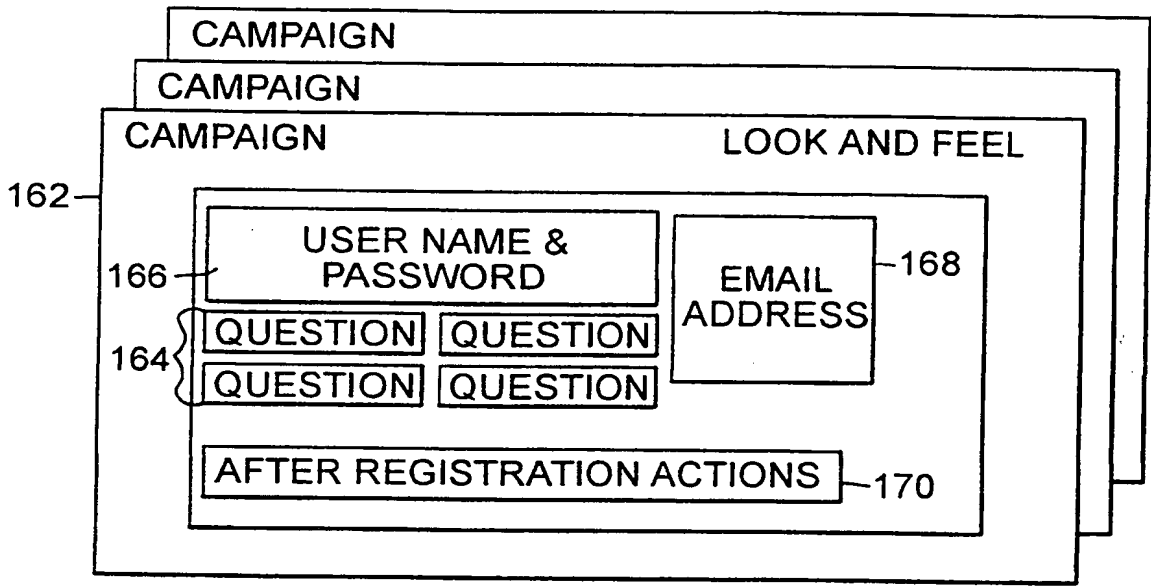 CAMPAIGN
CAMPAIGN
CAMPAIGN LOOK AND FEEL
162
USER NAME &
PASSWORD
166
EMAIL
ADDRESS
168
QUESTION QUESTION
164
QUESTION QUESTION
AFTER REGISTRATION ACTIONS
170